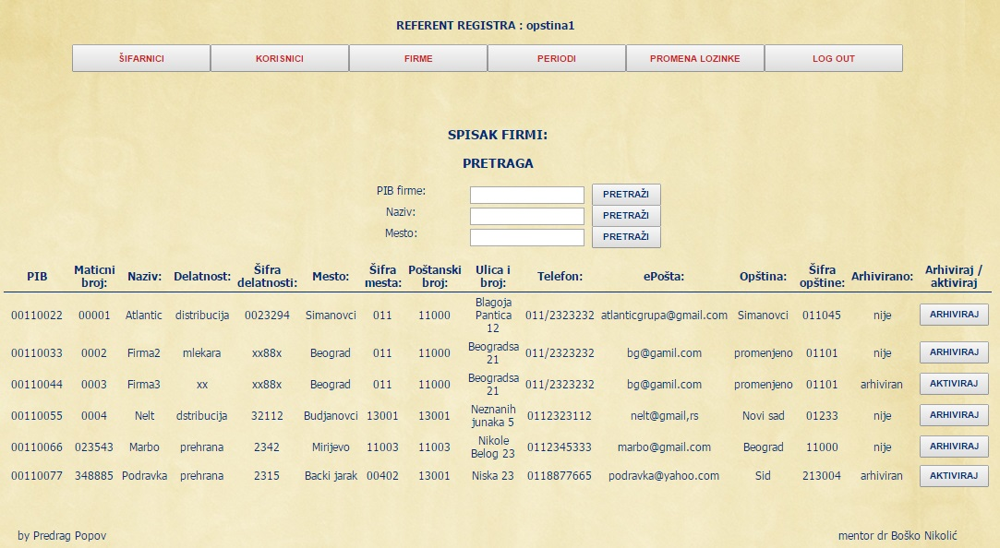 REFERENT REGISTRA : opstina1
ŠIFARNICI KORISNICI FIRME PERIODI PROMENA LOZINKE LOG OUT
SPISAK FIRMI:
PRETRAGA
PIB firme: PRETRAŽI
Naziv: PRETRAŽI
Mesto: PRETRAŽI
PIB Maticni broj: Naziv: Delatnost: Šifra delatnosti: Mesto: Šifra mesta: Poštanski broj: Ulica i broj: Telefon: ePošta: Opština: Šifra opštine: Arhivirano: Arhiviraj / aktiviraj
00110022 00001 Atlantic distribucija 0023294 Simanovci 011 11000 Blagoja Pantica 12 011/2323232 atlanticgrupa@gmail.com Simanovci 011045 nije ARHIVIRAJ
00110033 0002 Firma2 mlekara xx88x Beograd 011 11000 Beogradsa 21 011/2323232 bg@gamil.com promenjeno 01101 nije ARHIVIRAJ
00110044 0003 Firma3 xx xx88x Beograd 011 11000 Beogradsa 21 011/2323232 bg@gamil.com promenjeno 01101 arhiviran AKTIVIRAJ
00110055 0004 Nelt dstribucija 32112 Budjanovci 13001 13001 Neznanih junaka 5 0112323112 nelt@gmail,rs Novi sad 01233 nije ARHIVIRAJ
00110066 023543 Marbo prehrana 2342 Mirijevo 11003 11003 Nikole Belog 23 0112345333 marbo@gmail.com Beograd 11000 nije ARHIVIRAJ
00110077 348885 Podravka prehrana 2315 Backi jarak 00402 13001 Niska 23 0118877665 podravka@yahoo.com Sid 213004 arhiviran AKTIVIRAJ
by Predrag Popov mentor dr Boško Nikolić